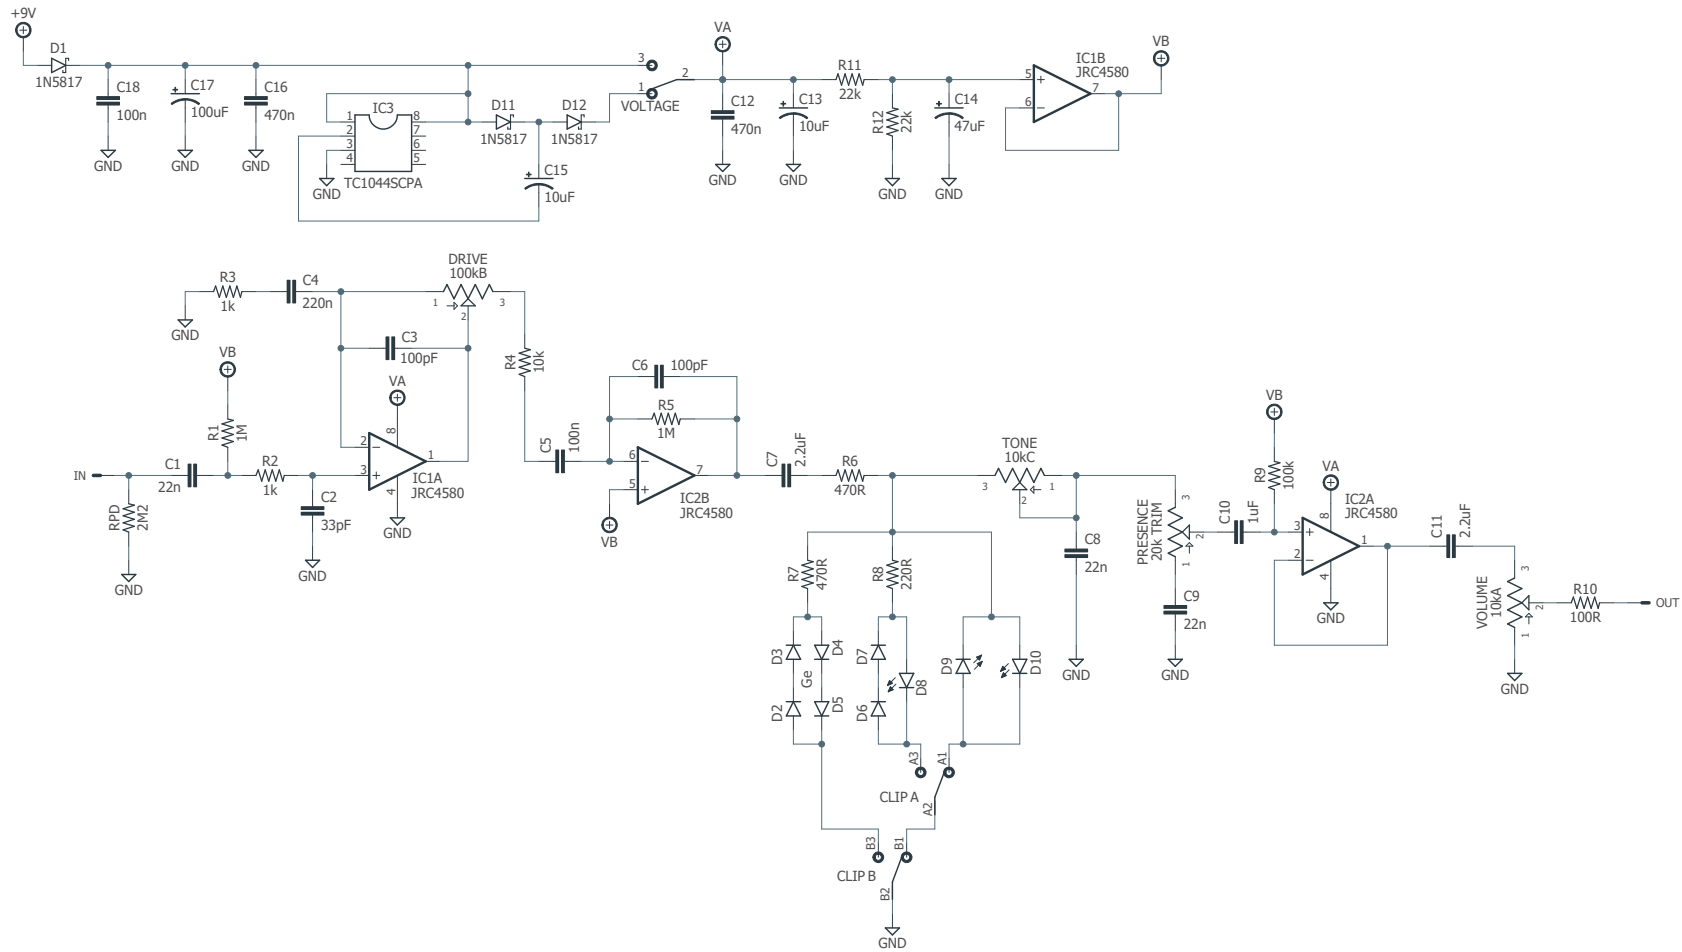 +9V
D1
1N5817
C18
100n
GND
C17
100uF
GND
C16
470n
GND
IC3
1
2
3
4
8
7
6
5
TC1044SCPA
GND
D11
1N5817
D12
1N5817
C15
10uF
3
1
2
VOLTAGE
VA
C12
470n
GND
C13
10uF
GND
R11
22k
R12
22k
GND
C14
47uF
GND
IC1B
JRC4580
5
6
7
VB
DRIVE
100kB
1
3
2
R3
1k
GND
C4
220n
C3
100pF
R4
10k
VB
R1
1M
VA
8
IN
C1
22n
R2
1k
2
3
1
4
IC1A
JRC4580
GND
RPD
2M2
GND
C2
33pF
GND
C6
100pF
R5
1M
C5
100n
6
5
7
IC2B
JRC4580
VB
C7
2.2uF
R6
470R
TONE
10kC
3
1
2
C8
22n
GND
R7
470R
R8
220R
D3
D4
Ge
D2
D5
D7
D8
D6
D9
D10
A3
A1
CLIP A
A2
B3
B1
CLIP B
B2
GND
PRESENCE
20k TRIM
3
2
1
C9
22n
GND
C10
1uF
VB
R9
100k
VA
8
IC2A
JRC4580
3
2
1
4
GND
C11
2.2uF
VOLUME
10kA
3
2
1
GND
R10
100R
OUT